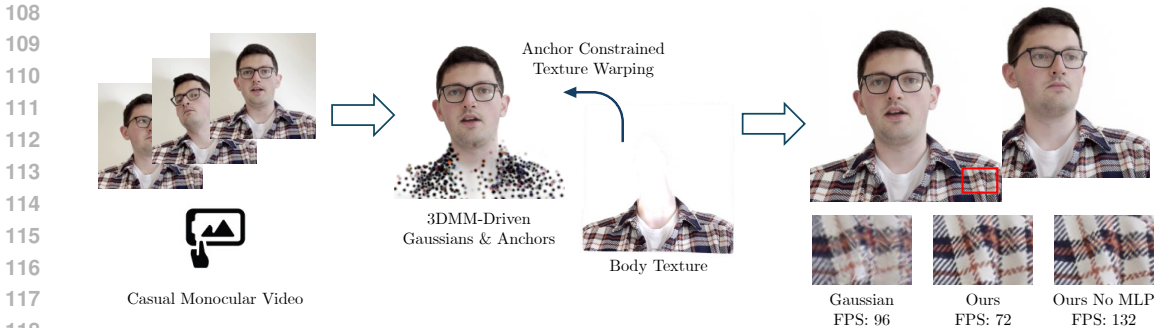 108
109
110
111
112
113
114
115
116
117
Anchor Constrained
Texture Warping
3DMM-Driven
Gaussians & Anchors
Body Texture
Casual Monocular Video
Gaussian
FPS: 96
Ours
FPS: 72
Ours No MLP
FPS: 132